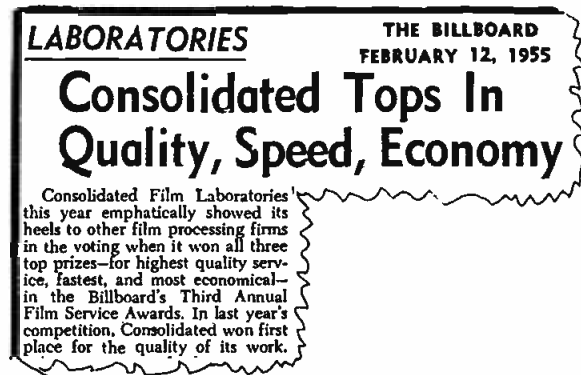 LABORATORIES
THE BILLBOARD
FEBRUARY 12, 1955
Consolidated Tops In
Quality, Speed, Economy
Consolidated Film Laboratories
this year emphatically showed its
heels to other film processing firms
in the voting when it won all three
top prizes—for highest quality serv-
ice, fastest, and most economical—
in the Billboard's Third Annual
Film Service Awards. In last year's
competition, Consolidated won first
place for the quality of its work.